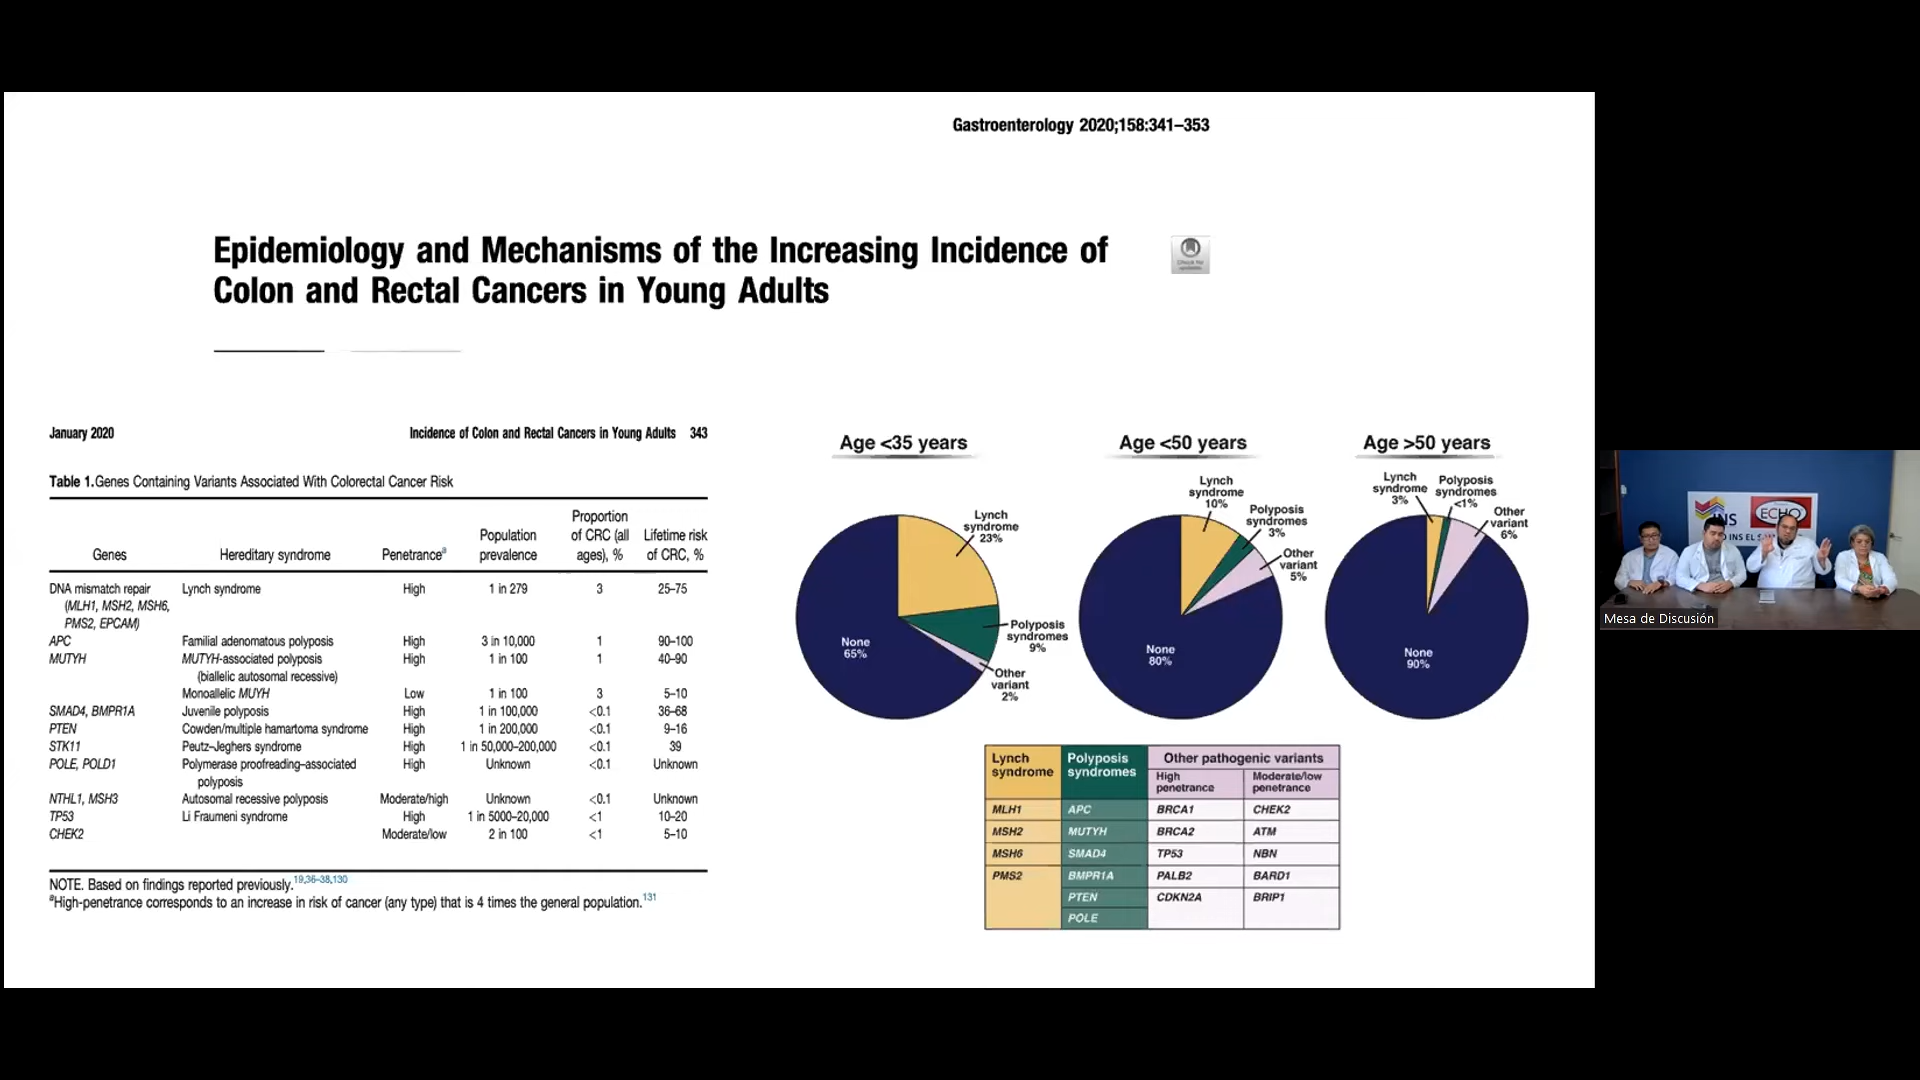 Gastroenterology 2020;158:341–353
Epidemiology and Mechanisms of the Increasing Incidence of
Colon and Rectal Cancers in Young Adults
January 2020
Incidence of Colon and Rectal Cancers in Young Adults 343
Table 1.Genes Containing Variants Associated With Colorectal Cancer Risk
Genes Hereditary syndrome Penetranceª Population prevalence Proportion of CRC (all ages), % Lifetime risk of CRC, %
DNA mismatch repair Lynch syndrome High 1 in 279 3 25–75
(MLH1, MSH2, MSH6,
PMS2, EPCAM)
APC Familial adenomatous polyposis High 3 in 10,000 1 90–100
MUTYH MUTYH-associated polyposis High 1 in 100 1 40–90
(biallelic autosomal recessive)
Monoallelic MUYH Low 1 in 100 3 5–10
SMAD4, BMPR1A Juvenile polyposis High 1 in 100,000 <0.1 36–68
PTEN Cowden/multiple hamartoma syndrome High 1 in 200,000 <0.1 9–16
STK11 Peutz–Jeghers syndrome High 1 in 50,000–200,000 <0.1 39
POLE, POLD1 Polymerase proofreading–associated High Unknown <0.1 Unknown
polyposis
NTHL1, MSH3 Autosomal recessive polyposis Moderate/high Unknown <0.1 Unknown
TP53 Li Fraumeni syndrome High 1 in 5000–20,000 <1 10–20
CHEK2 Moderate/low 2 in 100 <1 5–10
NOTE. Based on findings reported previously.19,36–38,130
ªHigh-penetrance corresponds to an increase in risk of cancer (any type) that is 4 times the general population.131
Age <35 years
Lynch
syndrome
23%
Polyposis
syndromes
9%
Other
variant
2%
None
65%
Age <50 years
Lynch
syndrome
10%
Polyposis
syndromes
3%
Other
variant
5%
None
80%
Age >50 years
Lynch
syndrome
3%
Polyposis
syndromes
<1%
Other
variant
6%
None
90%
Lynch syndrome Polyposis syndromes Other pathogenic variants
High penetrance Moderate/low penetrance
MLH1 APC BRCA1 CHEK2
MSH2 MUTYH BRCA2 ATM
MSH6 SMAD4 TP53 NBN
PMS2 BMPR1A PALB2 BARD1
PTEN CDKN2A BRIP1
POLE
INS
ECHO
Mesa de Discusión